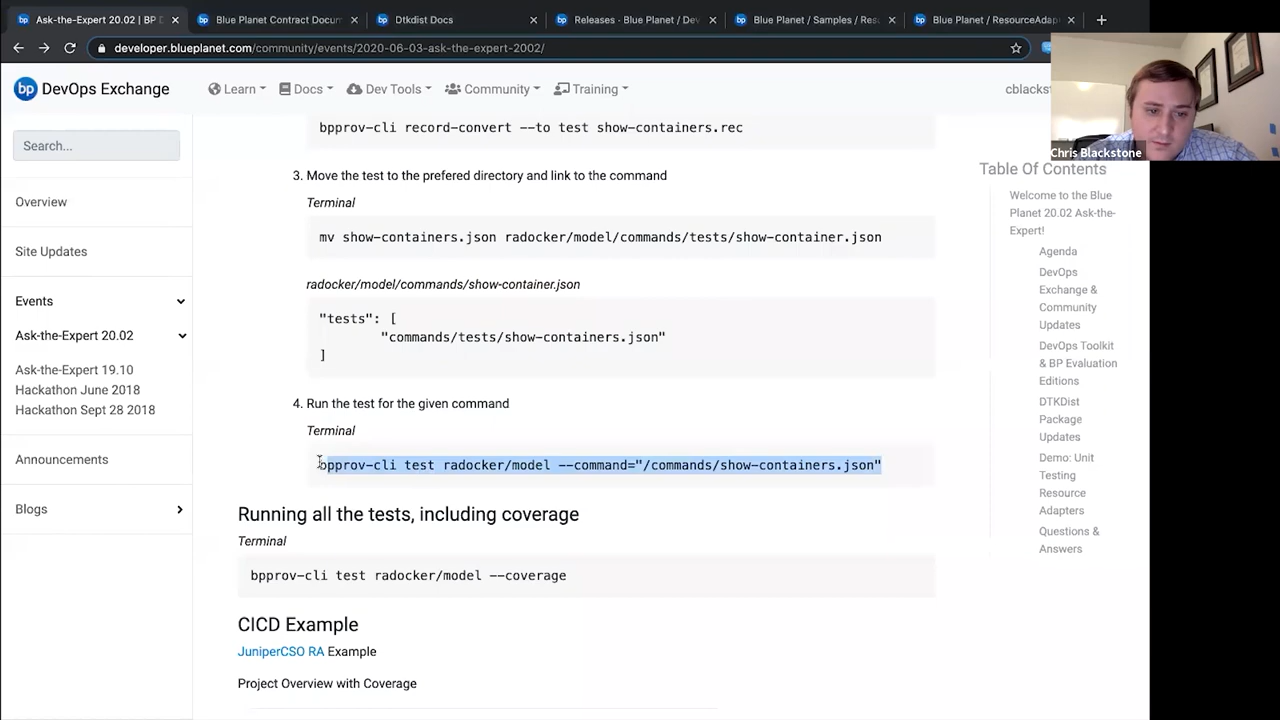 Ask-the-Expert 20.02 | BP D
Blue Planet Contract Docum
Dtkdist Docs
Releases · Blue Planet / Dev
Blue Planet / Samples / Res
Blue Planet / ResourceAdap
developer.blueplanet.com/community/events/2020-06-03-ask-the-expert-2002/
bp DevOps Exchange
Learn
Docs
Dev Tools
Community
Training
cblackst
Chris Blackstone
Search...
Overview
Site Updates
Events
Ask-the-Expert 20.02
Ask-the-Expert 19.10
Hackathon June 2018
Hackathon Sept 28 2018
Announcements
Blogs
bpprov-cli record-convert --to test show-containers.rec
3. Move the test to the prefered directory and link to the command
Terminal
mv show-containers.json radocker/model/commands/tests/show-container.json
radocker/model/commands/show-container.json
"tests": [
"commands/tests/show-containers.json"
]
4. Run the test for the given command
Terminal
bpprov-cli test radocker/model --command="/commands/show-containers.json"
Running all the tests, including coverage
Terminal
bpprov-cli test radocker/model --coverage
CICD Example
JuniperCSO RA Example
Project Overview with Coverage
Table Of Contents
Welcome to the Blue
Planet 20.02 Ask-the-
Expert!
Agenda
DevOps
Exchange &
Community
Updates
DevOps Toolkit
& BP Evaluation
Editions
DTKDist
Package
Updates
Demo: Unit
Testing
Resource
Adapters
Questions &
Answers